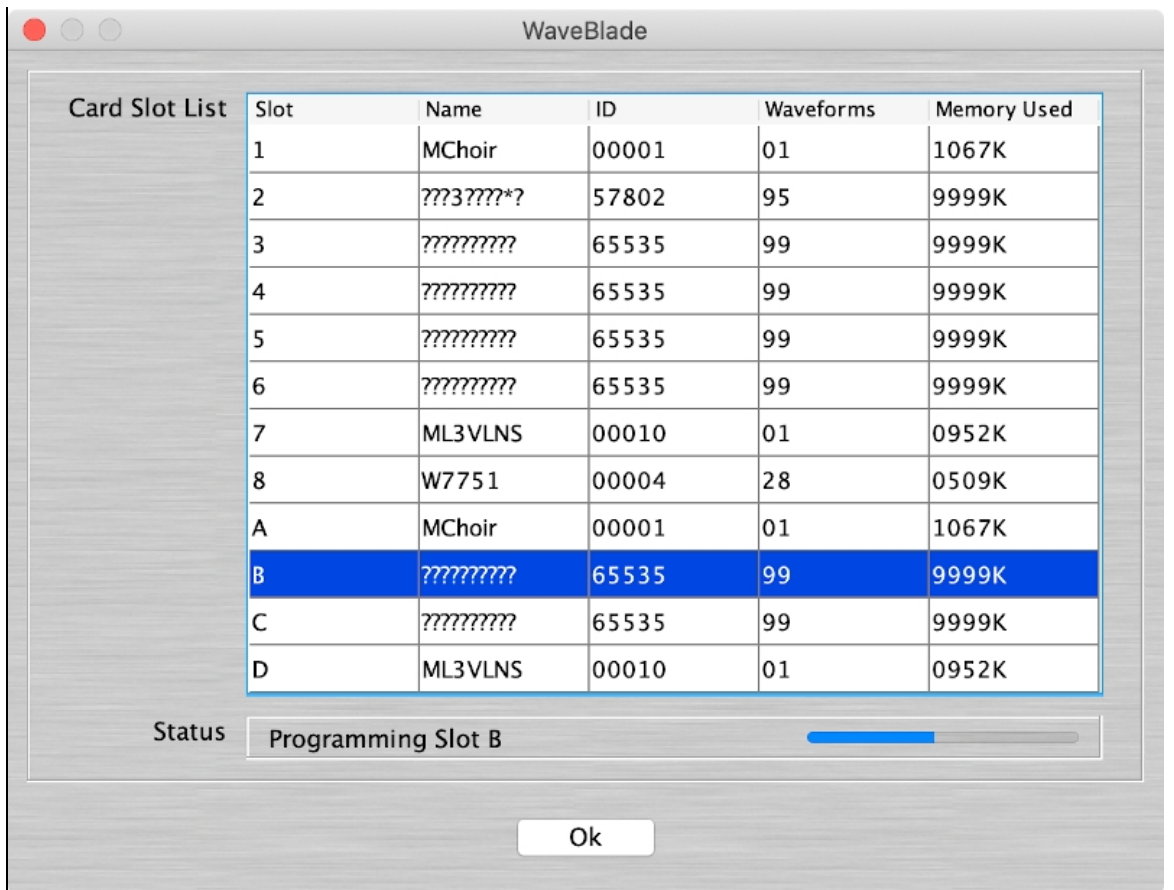 WaveBlade
Card Slot List
Slot Name ID Waveforms Memory Used
1 MChoir 00001 01 1067K
2 ???3????*? 57802 95 9999K
3 ?????????? 65535 99 9999K
4 ?????????? 65535 99 9999K
5 ?????????? 65535 99 9999K
6 ?????????? 65535 99 9999K
7 ML3VLNS 00010 01 0952K
8 W7751 00004 28 0509K
A MChoir 00001 01 1067K
B ?????????? 65535 99 9999K
C ?????????? 65535 99 9999K
D ML3VLNS 00010 01 0952K
Status Programming Slot B
Ok